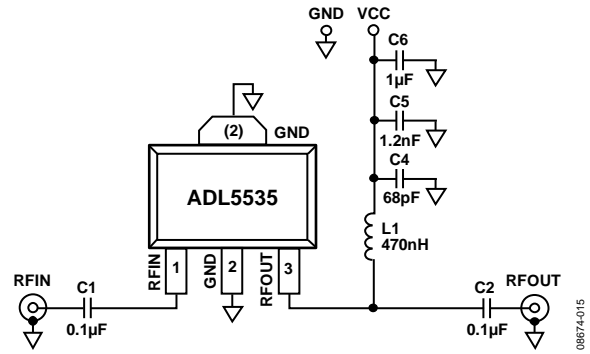 GND VCC
C6
1µF
C5
1.2nF
C4
68pF
(2) GND
ADL5535
L1
470nH
RFIN 1 GND 2 RFOUT 3
RFIN
C1
0.1µF
C2
0.1µF
RFOUT
08674-015